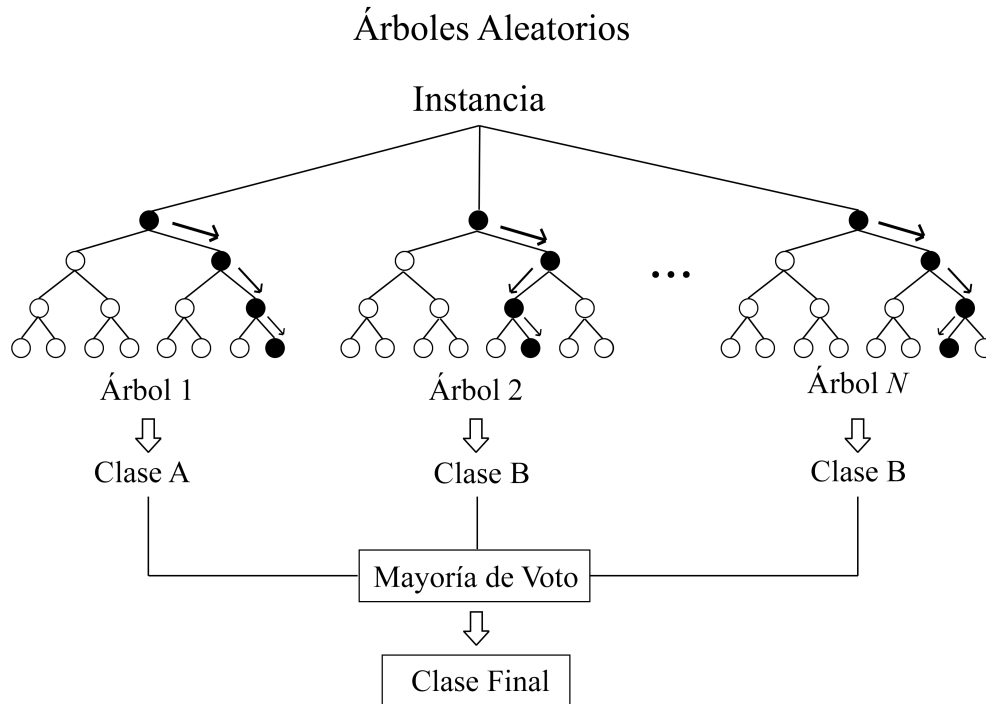 Árboles Aleatorios
Instancia
...
Árbol 1
Árbol 2
Árbol N
Clase A
Clase B
Clase B
Mayoría de Voto
Clase Final